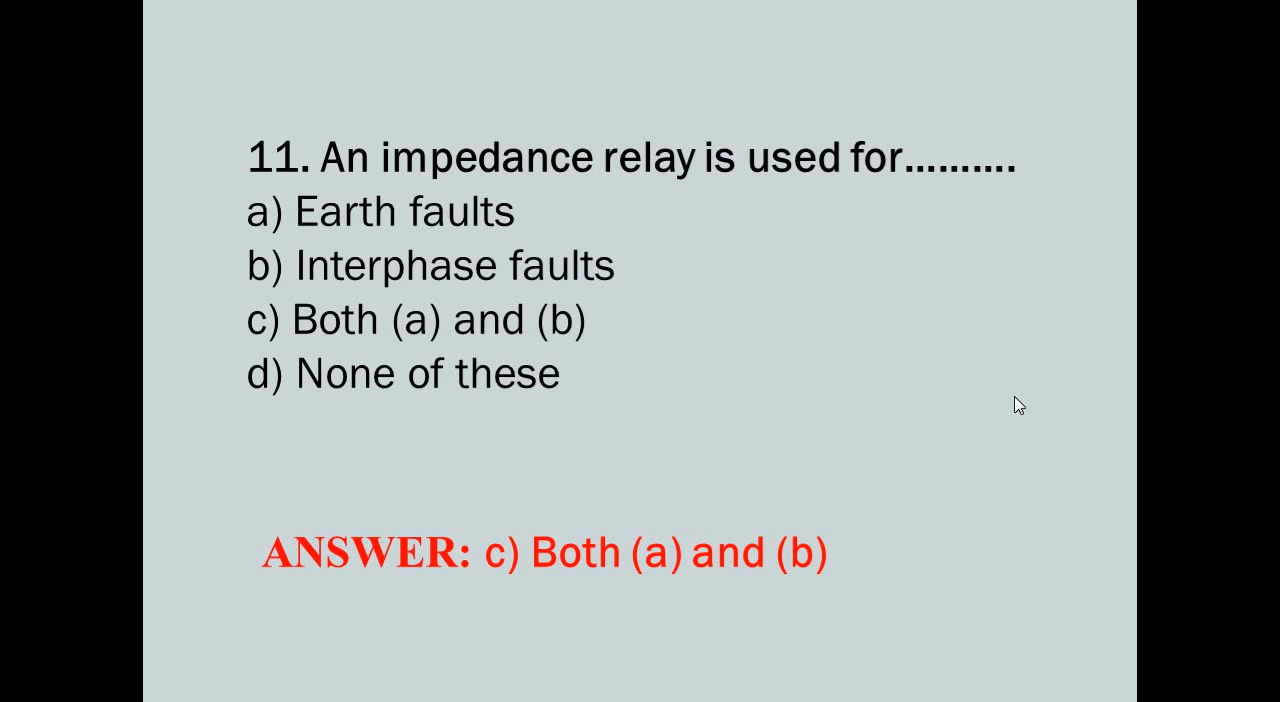 11. An impedance relay is used for..........
a) Earth faults
b) Interphase faults
c) Both (a) and (b)
d) None of these
ANSWER: c) Both (a) and (b)